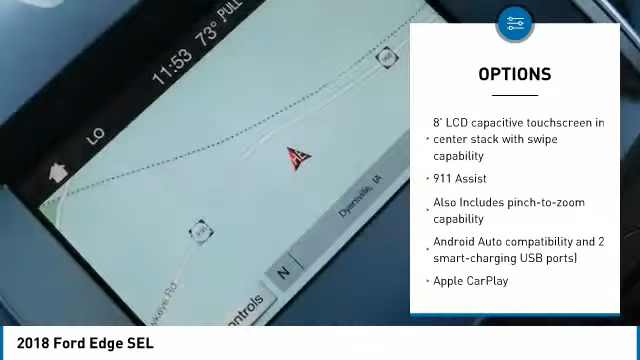 11:53 73° PULL
LO
Dyersville, IA
N
OPTIONS
8' LCD capacitive touchscreen in
center stack with swipe
capability
911 Assist
Also Includes pinch-to-zoom
capability
Android Auto compatibility and 2
smart-charging USB ports)
Apple CarPlay
2018 Ford Edge SEL